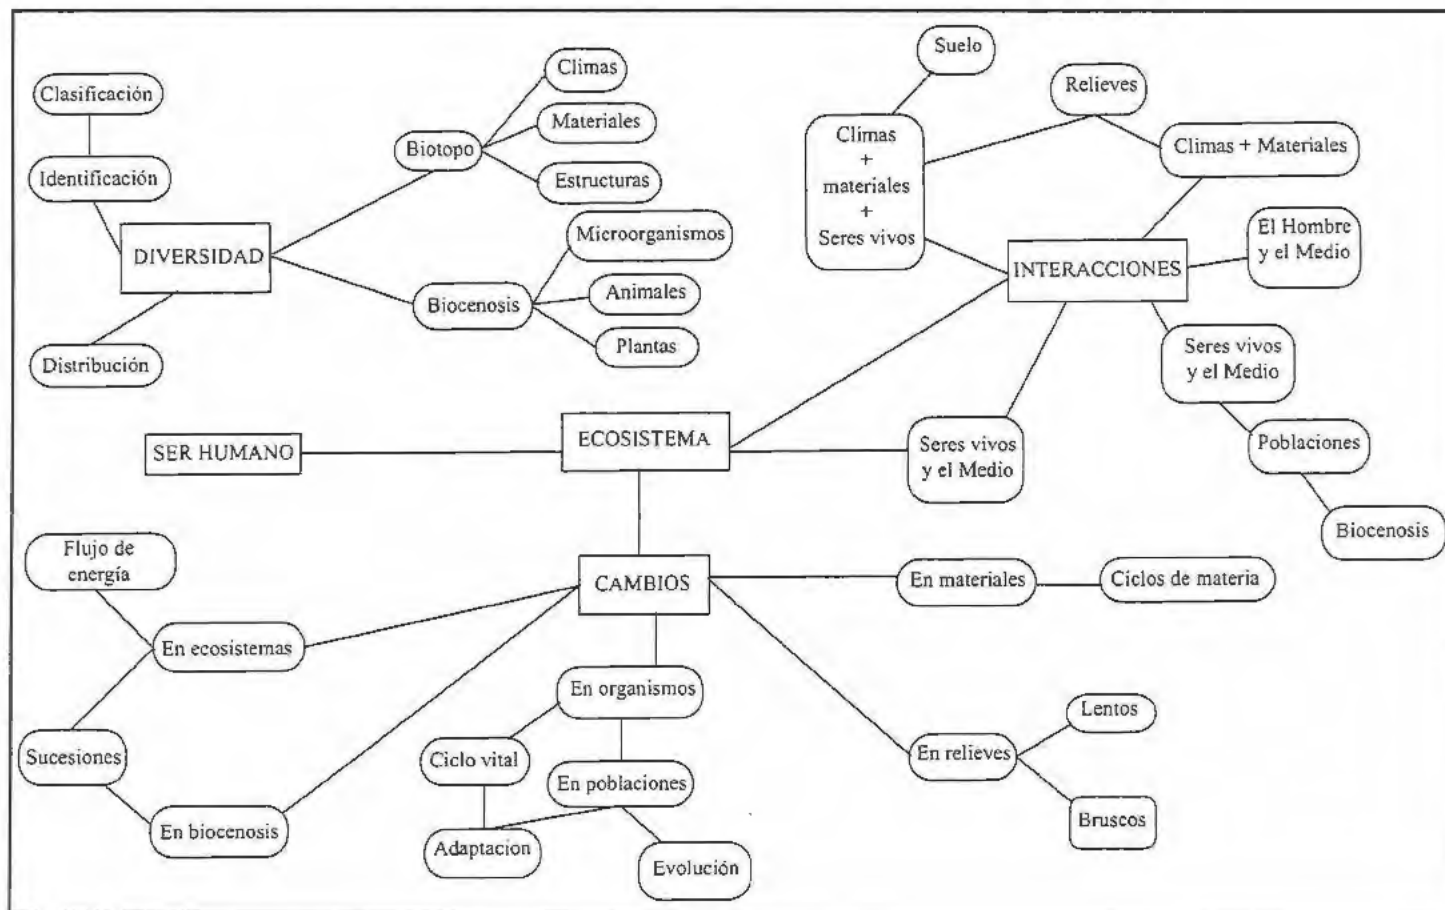 Suelo
Clasificación
Climas
Relieves
Materiales
Climas
+
materiales
+
Seres vivos
Biotopo
Climas + Materiales
Identificación
Estructuras
Microorganismos
El Hombre
y el Medio
DIVERSIDAD
INTERACCIONES
Biocenosis
Animales
Plantas
Seres vivos
y el Medio
Distribución
SER HUMANO
ECOSISTEMA
Seres vivos
y el Medio
Poblaciones
Biocenosis
Flujo de
energía
CAMBIOS
En materiales
Ciclos de materia
En ecosistemas
En organismos
Lentos
Sucesiones
Ciclo vital
En relieves
En poblaciones
En biocenosis
Bruscos
Adaptacion
Evolución